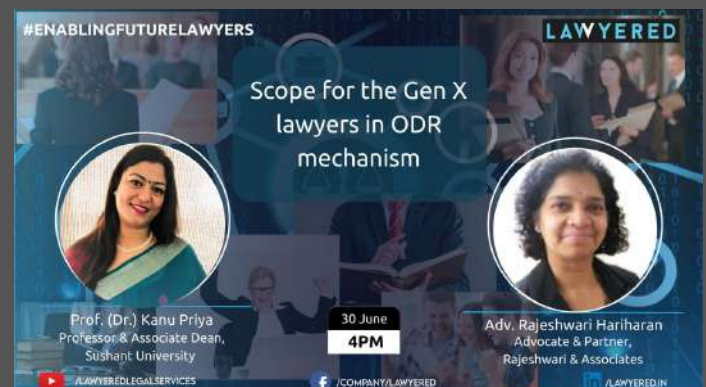 #ENABLINGFUTURELAWYERS
LAWYERED
Scope for the Gen X
lawyers in ODR
mechanism
Prof. (Dr.) Kanu Priya
Professor & Associate Dean,
Sushant University
30 June
4PM
Adv. Rajeshwari Hariharan
Advocate & Partner,
Rajeshwari & Associates
/LAWYEREDLEGALSERVICES
/COMPANY/LAWYERED
/LAWYERED.IN